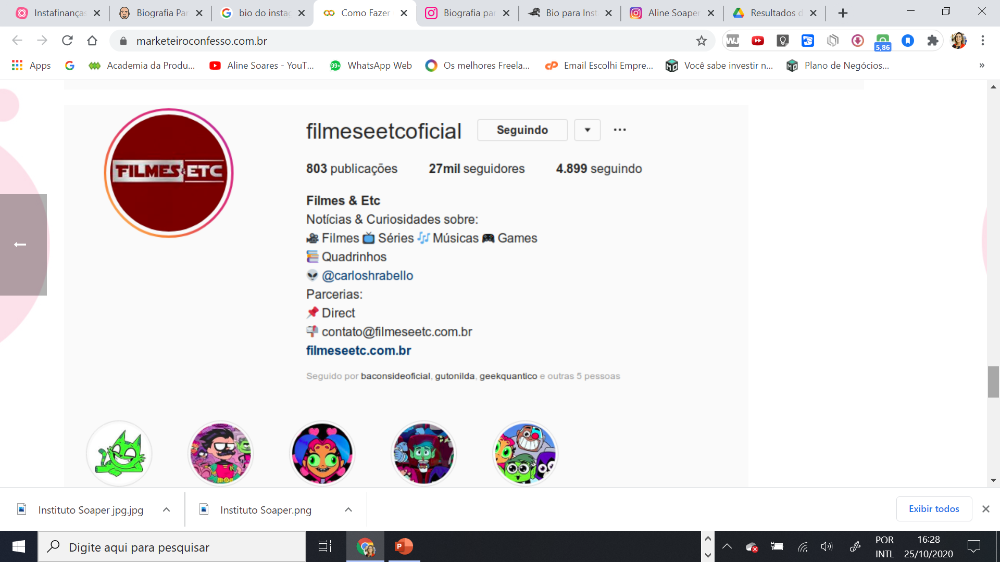 Instafinanças
Biografia Par
bio do instag
Como Fazer
Biografia par
Bio para Inst
Aline Soaper
Resultados d
marketeiroconfesso.com.br
5,86
Apps
Academia da Produ...
Aline Soares - YouT...
99+
WhatsApp Web
Os melhores Freela...
Email Escolhi Empre...
Você sabe investir n...
Plano de Negócios...
»
FILMES & ETC
filmeseetcoficial
Seguindo
803 publicações 27mil seguidores 4.899 seguindo
Filmes & Etc
Notícias & Curiosidades sobre:
Filmes Séries Músicas Games
Quadrinhos
@carloshrabello
Parcerias:
Direct
contato@filmeseetc.com.br
filmeseetc.com.br
Seguido por baconsideoficial, gutonilda, geekquantico e outras 5 pessoas
Instituto Soaper jpg.jpg
Instituto Soaper.png
Exibir todos
Digite aqui para pesquisar
POR
INTL
16:28
25/10/2020